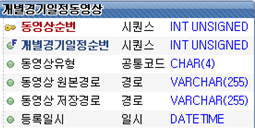 개별경기일정동영상
동영상순번 시퀀스 INT UNSIGNED
개별경기일정순번 시퀀스 INT UNSIGNED
동영상유형 공통코드 CHAR(4)
동영상 원본경로 경로 VARCHAR(255)
동영상 저장경로 경로 VARCHAR(255)
등록일시 일시 DATETIME